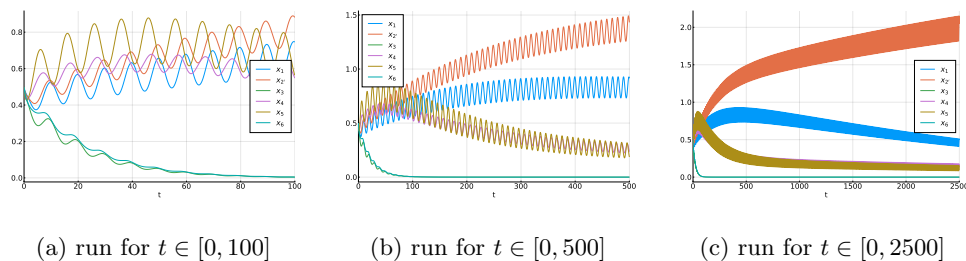 0.8
0.6
0.4
0.2
0.0
0 20 40 60 80 100
t
x₁
x₂'
x₃
x₄
x₅
x₆
1.5
1.0
0.5
0.0
0 100 200 300 400 500
t
x₁
x₂'
x₃
x₄
x₅
x₆
2.0
1.5
1.0
0.5
0.0
0 500 1000 1500 2000 2500
t
x₁
x₂'
x₃
x₄
x₅
x₆
(a) run for t ∈ [0, 100]
(b) run for t ∈ [0, 500]
(c) run for t ∈ [0, 2500]